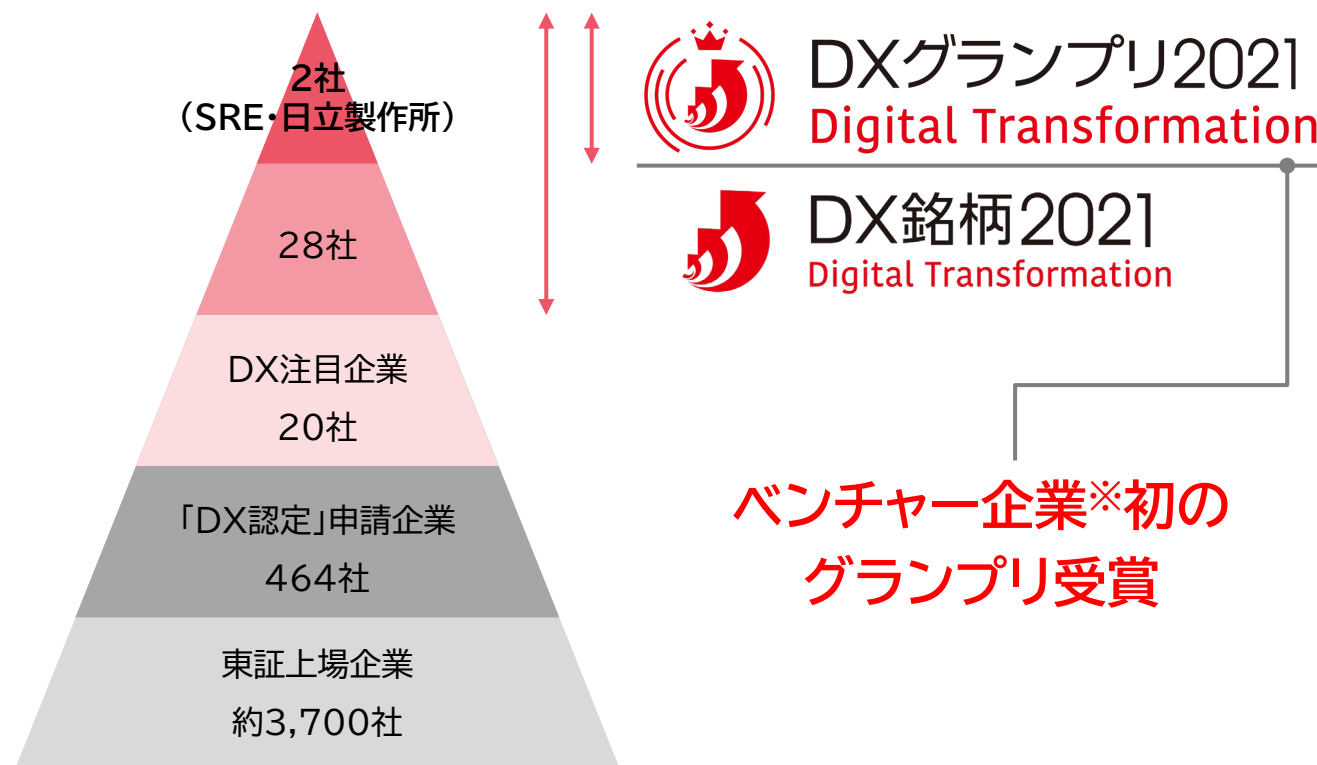 2社
（SRE・日立製作所）
28社
DX注目企業
20社
「DX認定」申請企業
464社
東証上場企業
約3,700社
DXグランプリ2021
Digital Transformation
DX銘柄2021
Digital Transformation
ベンチャー企業※初の
グランプリ受賞